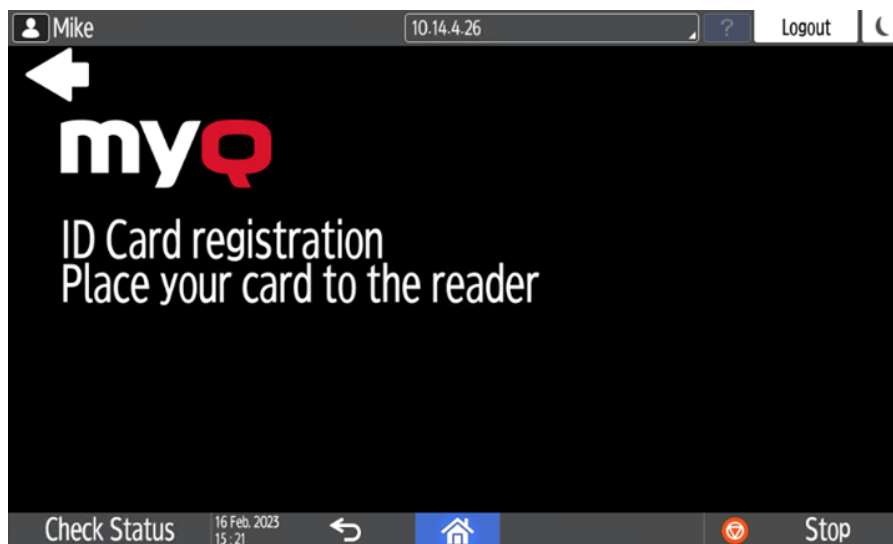 Mike
10.14.4.26
?
Logout
myQ
ID Card registration
Place your card to the reader
Check Status
16 Feb. 2023
15 : 21
Stop